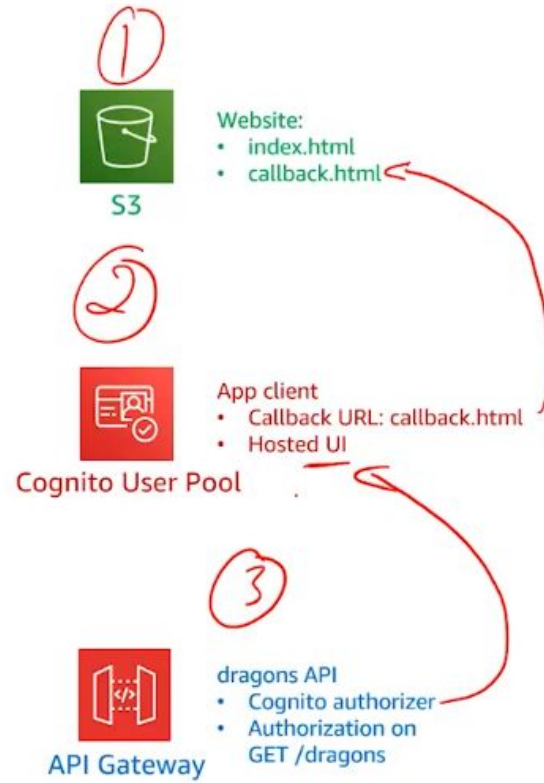 1
Website:
• index.html
• callback.html
S3
2
App client
• Callback URL: callback.html
• Hosted UI
Cognito User Pool
3
</>
dragons API
• Cognito authorizer
• Authorization on
GET /dragons
API Gateway